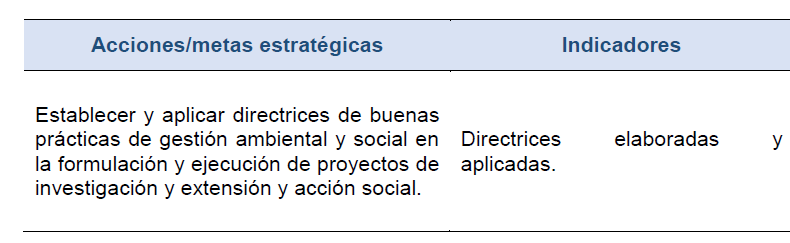 Acciones/metas estratégicas Indicadores
Establecer y aplicar directrices de buenas
prácticas de gestión ambiental y social en
la formulación y ejecución de proyectos de
investigación y extensión y acción social.
Directrices elaboradas y
aplicadas.